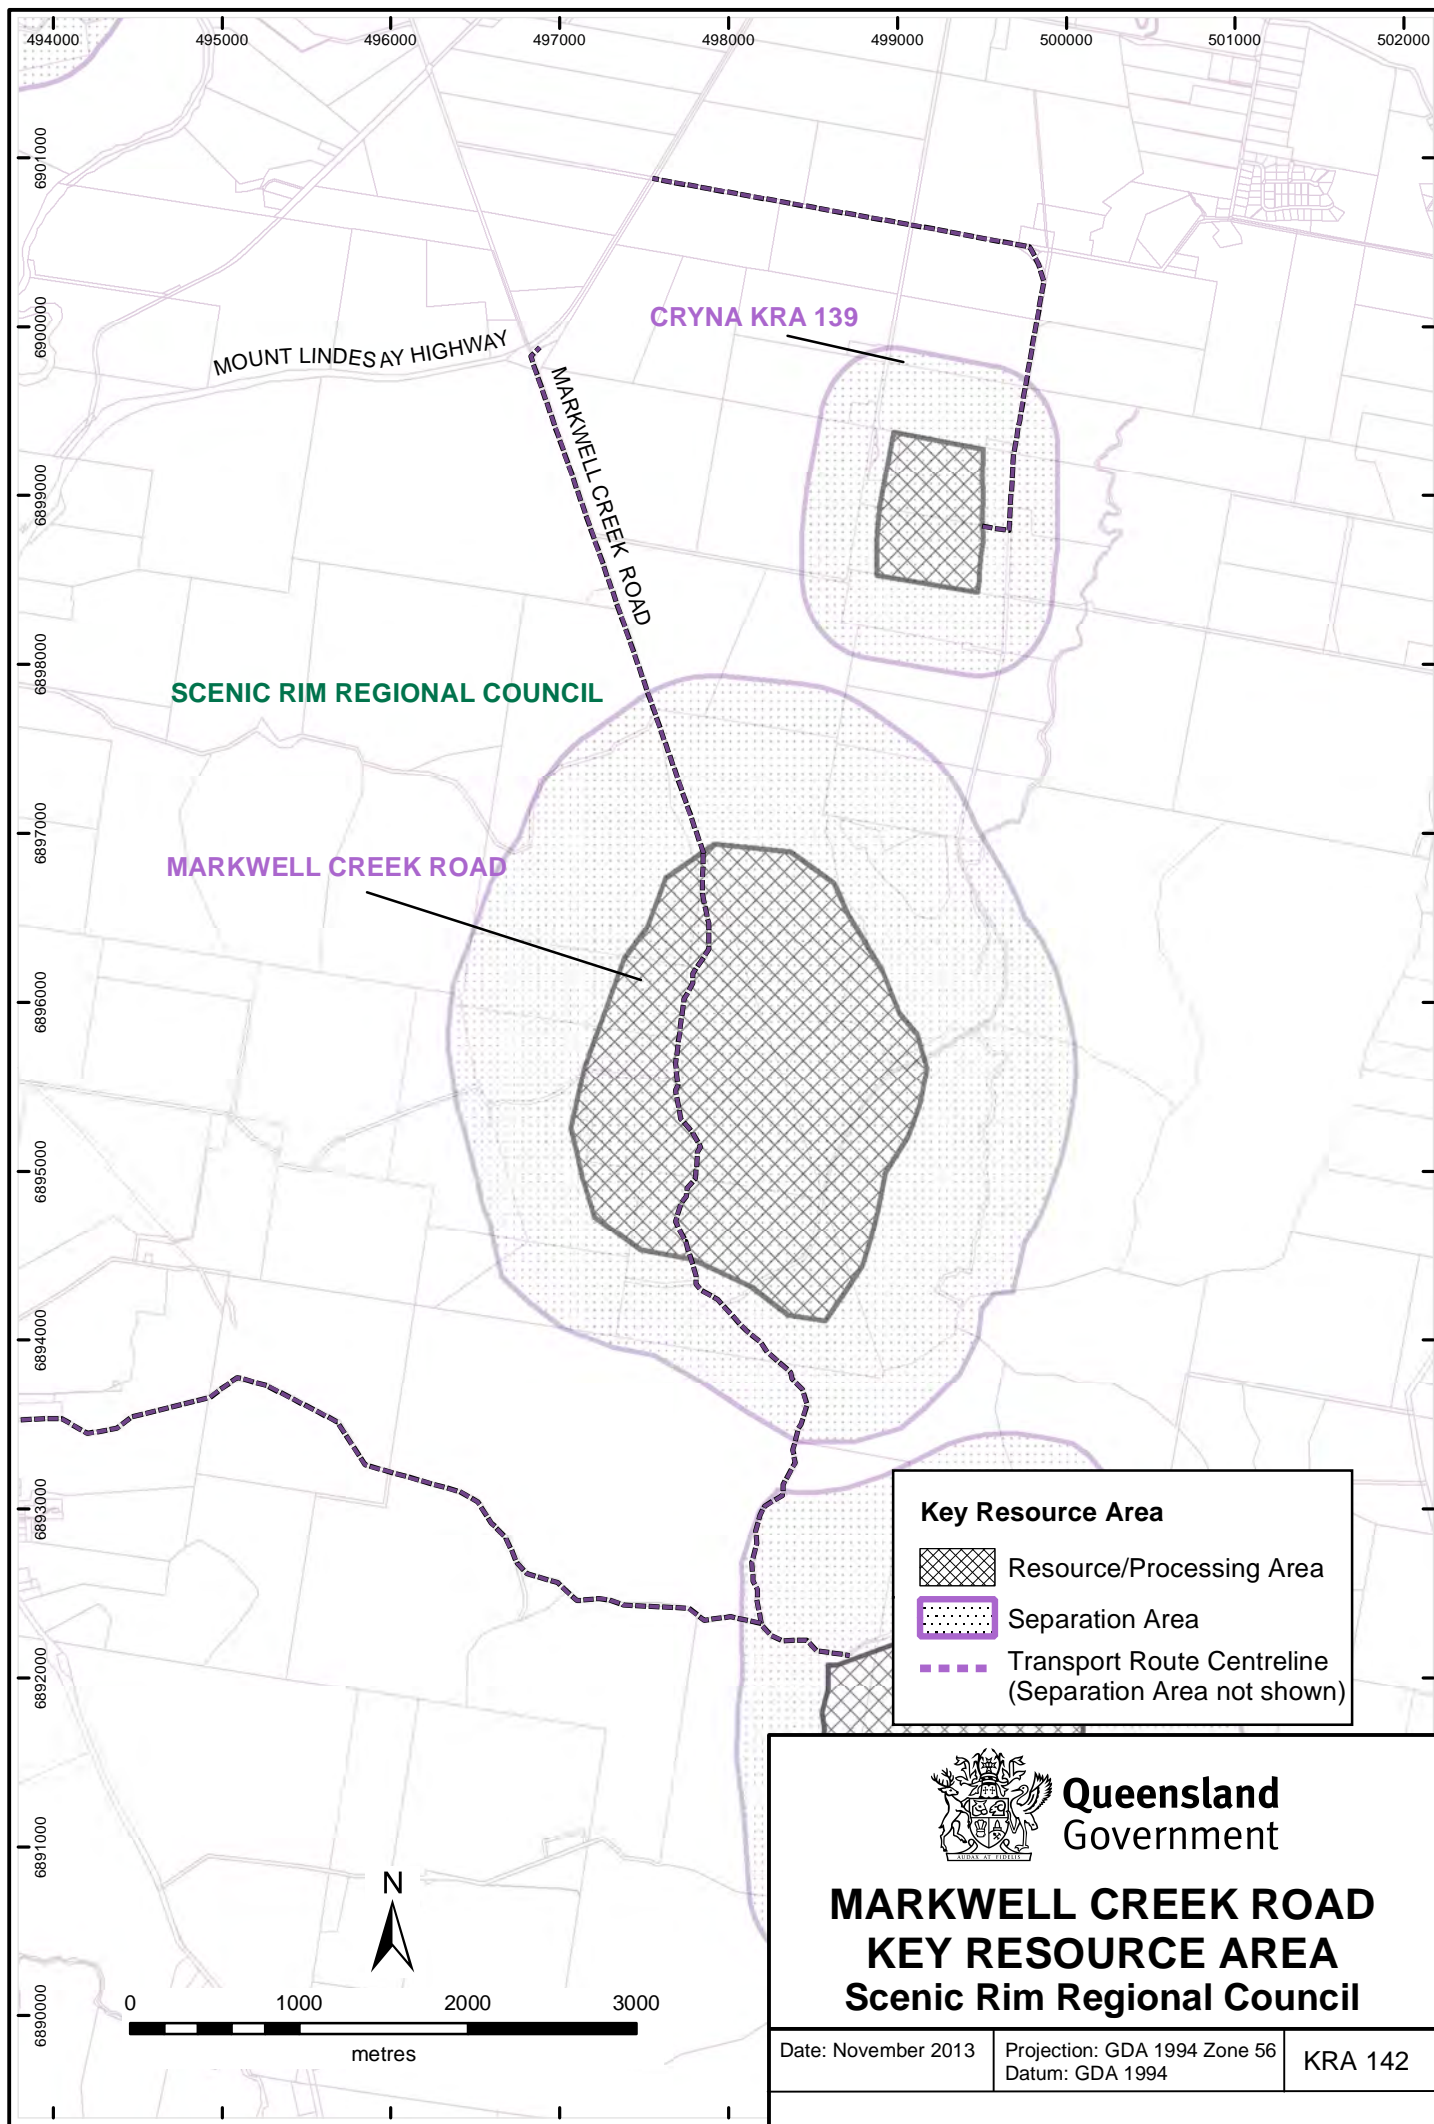 494000 495000 496000 497000 498000 499000 500000 501000 502000
6901000
6900000
6899000
6898000
6897000
6896000
6895000
6894000
6893000
6892000
6891000
6890000
CRYNA KRA 139
MOUNT LINDESAY HIGHWAY
MARKWELL CREEK ROAD
SCENIC RIM REGIONAL COUNCIL
MARKWELL CREEK ROAD
Key Resource Area
Resource/Processing Area
Separation Area
Transport Route Centreline
(Separation Area not shown)
N
0 1000 2000 3000
metres
AUDAX AT FIDELIS
Queensland
Government
MARKWELL CREEK ROAD
KEY RESOURCE AREA
Scenic Rim Regional Council
Date: November 2013
Projection: GDA 1994 Zone 56
Datum: GDA 1994
KRA 142